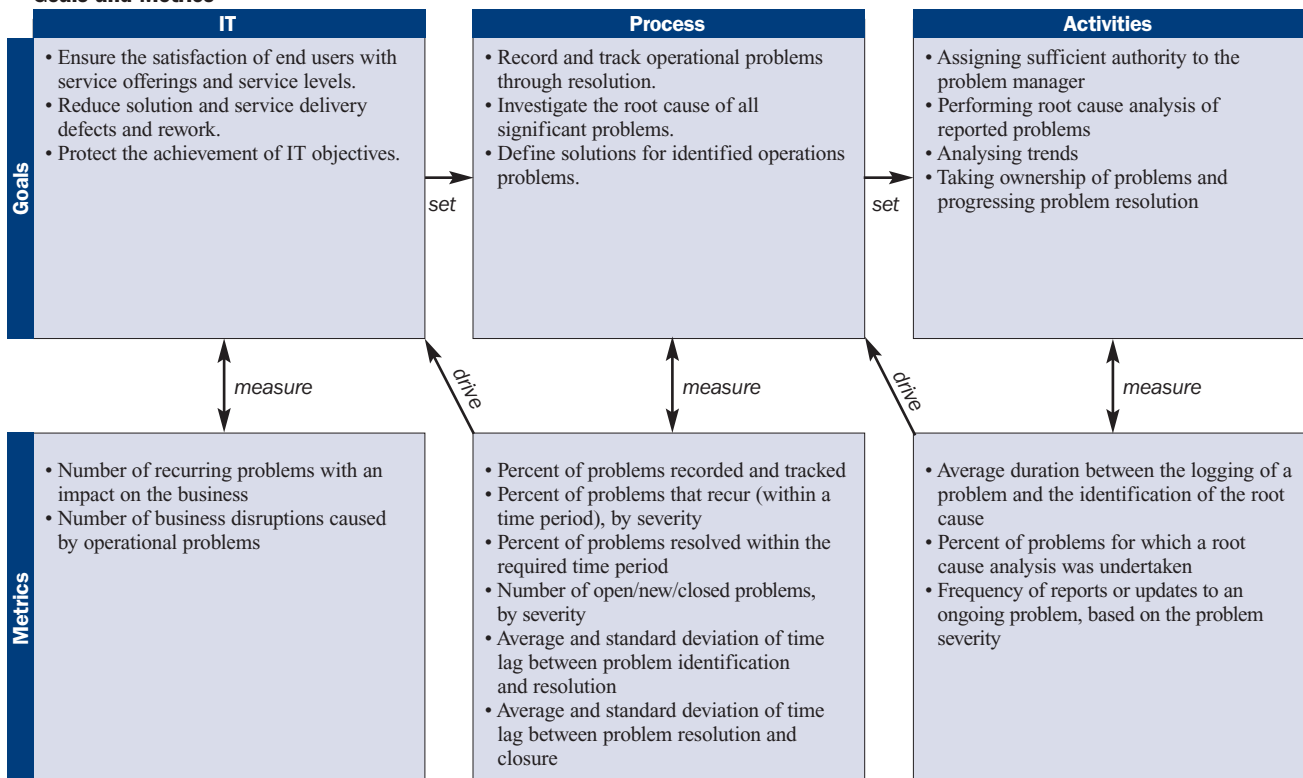 Goals and metrics
IT
Process
Activities
Goals
• Ensure the satisfaction of end users with
service offerings and service levels.
• Reduce solution and service delivery
defects and rework.
• Protect the achievement of IT objectives.
set
• Record and track operational problems
through resolution.
• Investigate the root cause of all
significant problems.
• Define solutions for identified operations
problems.
set
• Assigning sufficient authority to the
problem manager
• Performing root cause analysis of
reported problems
• Analysing trends
• Taking ownership of problems and
progressing problem resolution
measure
drive
measure
drive
measure
Metrics
• Number of recurring problems with an
impact on the business
• Number of business disruptions caused
by operational problems
• Percent of problems recorded and tracked
• Percent of problems that recur (within a
time period), by severity
• Percent of problems resolved within the
required time period
• Number of open/new/closed problems,
by severity
• Average and standard deviation of time
lag between problem identification
and resolution
• Average and standard deviation of time
lag between problem resolution and
closure
• Average duration between the logging of a
problem and the identification of the root
cause
• Percent of problems for which a root
cause analysis was undertaken
• Frequency of reports or updates to an
ongoing problem, based on the problem
severity